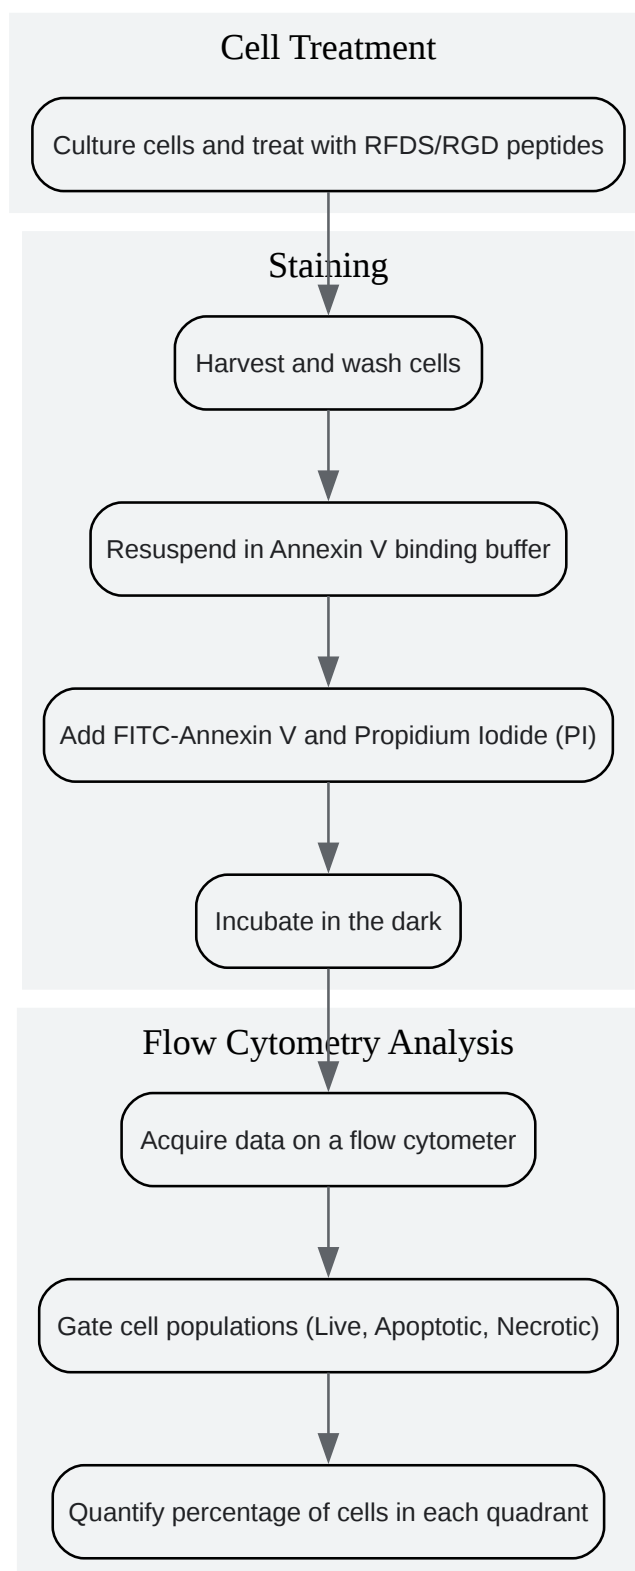 Cell Treatment
Culture cells and treat with RFDS/RGD peptides
Staining
Harvest and wash cells
Resuspend in Annexin V binding buffer
Add FITC-Annexin V and Propidium Iodide (PI)
Incubate in the dark
Flow Cytometry Analysis
Acquire data on a flow cytometer
Gate cell populations (Live, Apoptotic, Necrotic)
Quantify percentage of cells in each quadrant